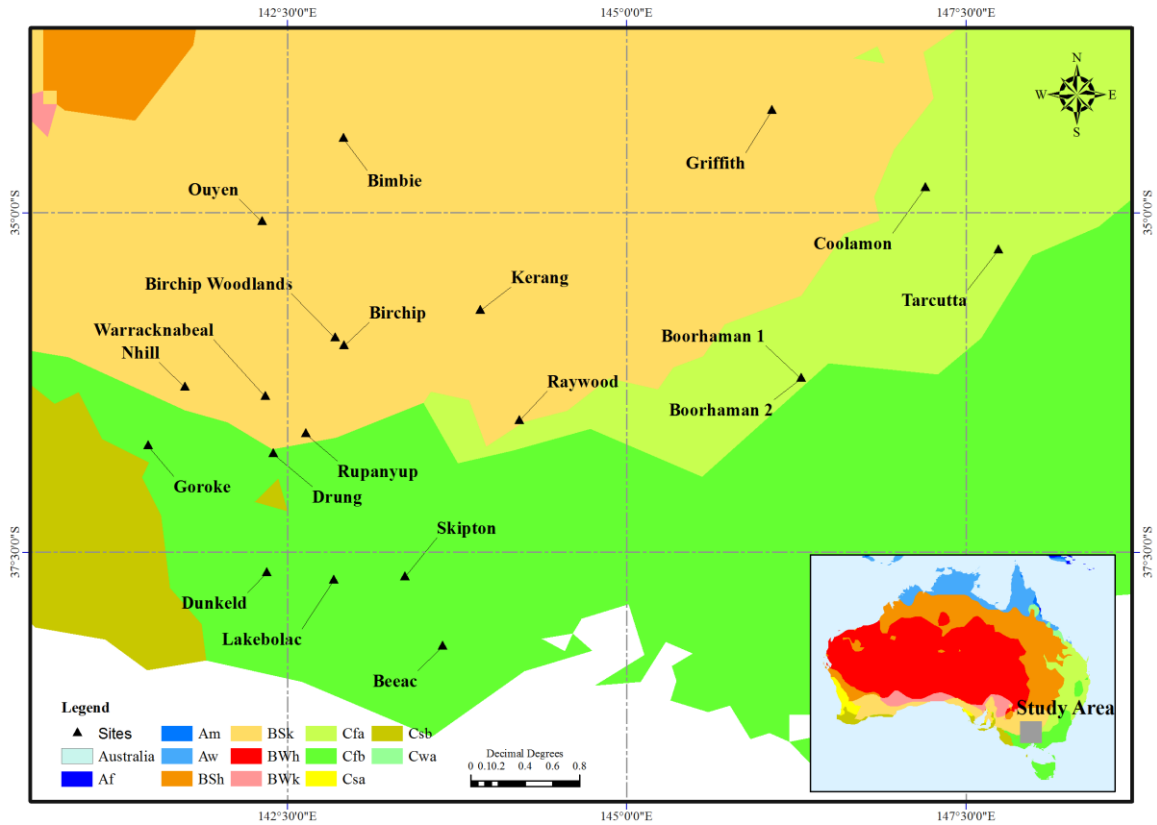 142°30'0"E 145°0'0"E 147°30'0"E
N
W E
S
Griffith
Bimbie
Ouyen
35°0'0"S 35°0'0"S
Coolamon
Kerang
Birchip Woodlands
Tarcutta
Birchip
Warracknabeal
Boorhaman 1
Nhill
Raywood
Boorhaman 2
Rupanyup
Goroke
Drung
Skipton
37°30'0"S 37°30'0"S
Dunkeld
Lakebolac
Beeac
Study Area
Legend
Sites Am BSk Cfa Csb
Australia Aw BWh Cfb Cwa
Af BSh BWk Csa
Decimal Degrees
0 0.10.2 0.4 0.6 0.8
142°30'0"E 145°0'0"E 147°30'0"E